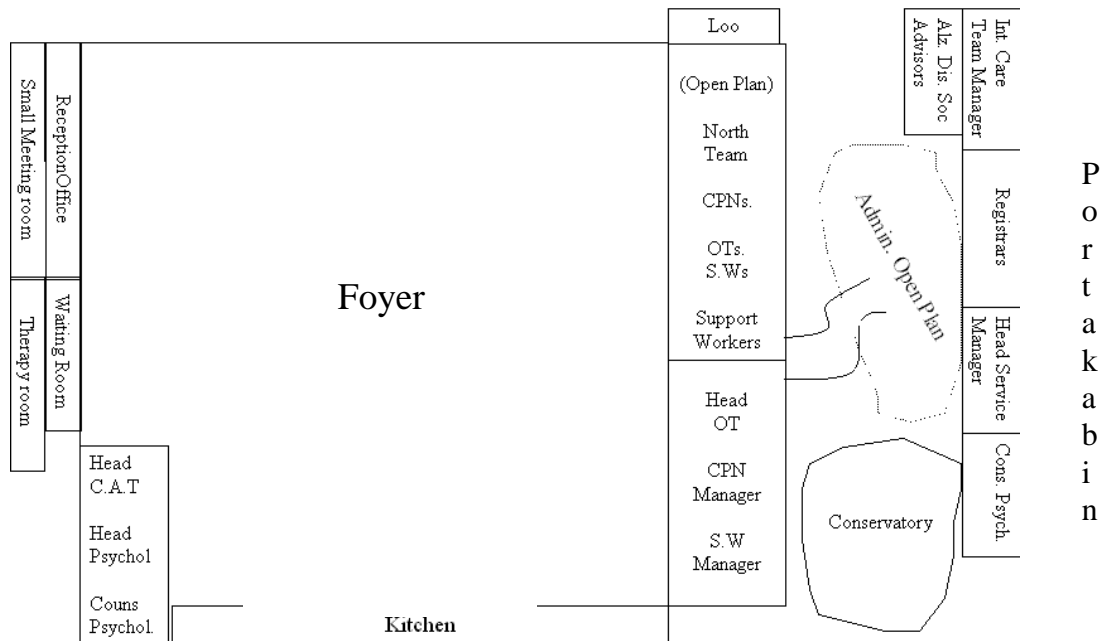 Small Meeting room
ReceptionOffice
Therapy room
Waiting Room
Head
C.A.T
Head
Psychol
Couns
Psychol.
Foyer
Kitchen
Loo
(Open Plan)
North
Team
CPNs.
OTs.
S.Ws
Support
Workers
Head
OT
CPN
Manager
S.W
Manager
Admin. Open Plan
Conservatory
Int. Care
Team Manager
Alz. Dis. Soc
Advisors
Registrars
Head Service
Manager
Cons. Psych.
P
o
r
t
a
k
a
b
i
n